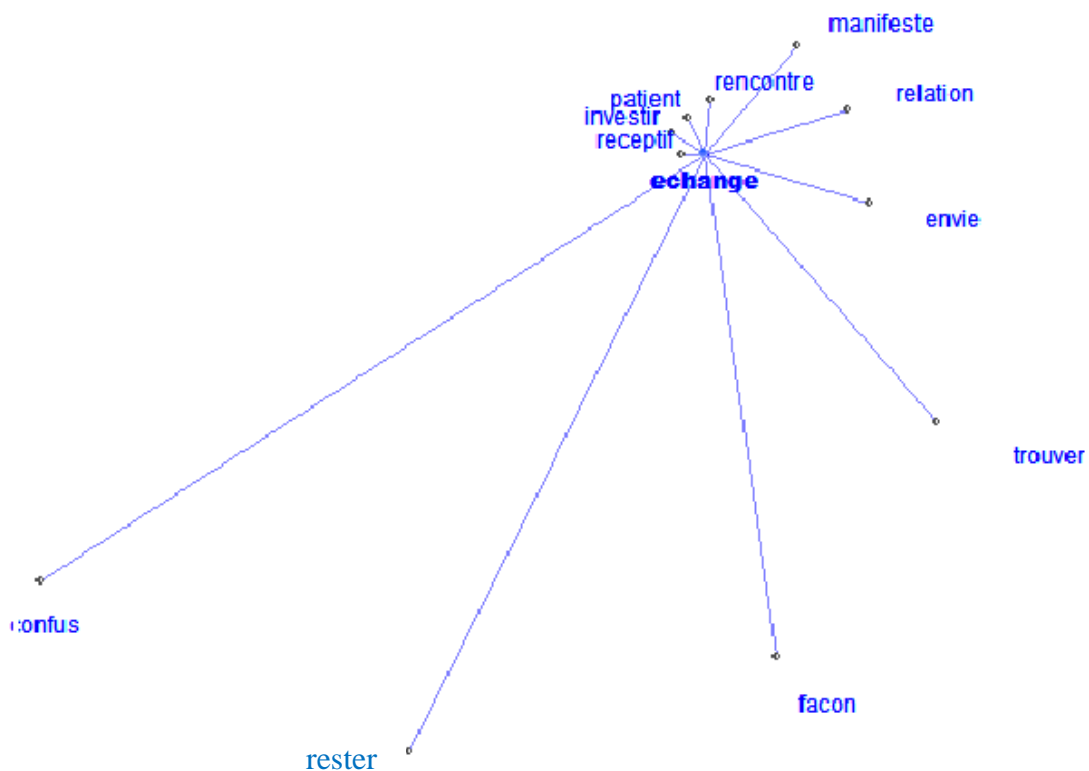 manifeste
rencontre
relation
patient
investir
receptif
echange
envie
trouver
confus
facon
rester